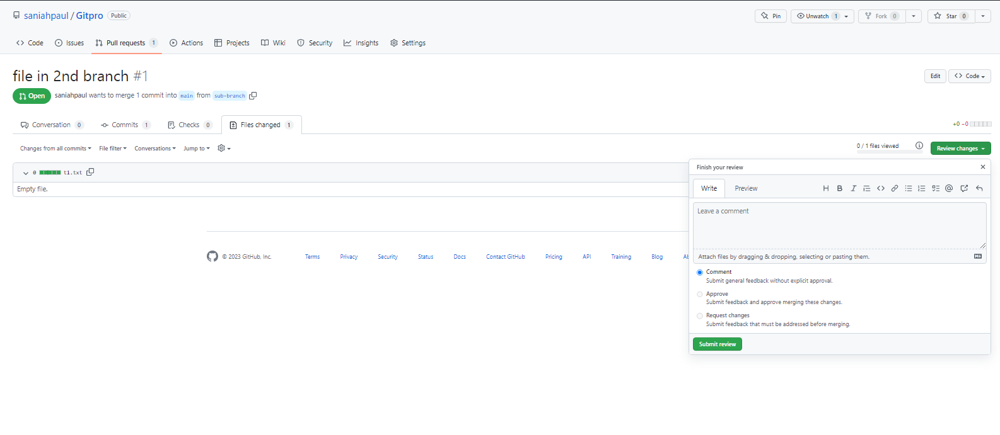 saniahpaul / Gitpro Public
Pin Unwatch 1 Fork 0 Star 0
Code Issues Pull requests 1 Actions Projects Wiki Security Insights Settings
file in 2nd branch #1
Edit Code
Open saniahpaul wants to merge 1 commit into main from sub-branch
Conversation 0 Commits 1 Checks 0 Files changed 1
+0 −0
Changes from all commits File filter Conversations Jump to
0 / 1 files viewed
Review changes
0 t1.txt
Empty file.
Finish your review
Write Preview
Leave a comment
Attach files by dragging & dropping, selecting or pasting them.
Comment
Submit general feedback without explicit approval.
Approve
Submit feedback and approve merging these changes.
Request changes
Submit feedback that must be addressed before merging.
Submit review
© 2023 GitHub, Inc. Terms Privacy Security Status Docs Contact GitHub Pricing API Training Blog